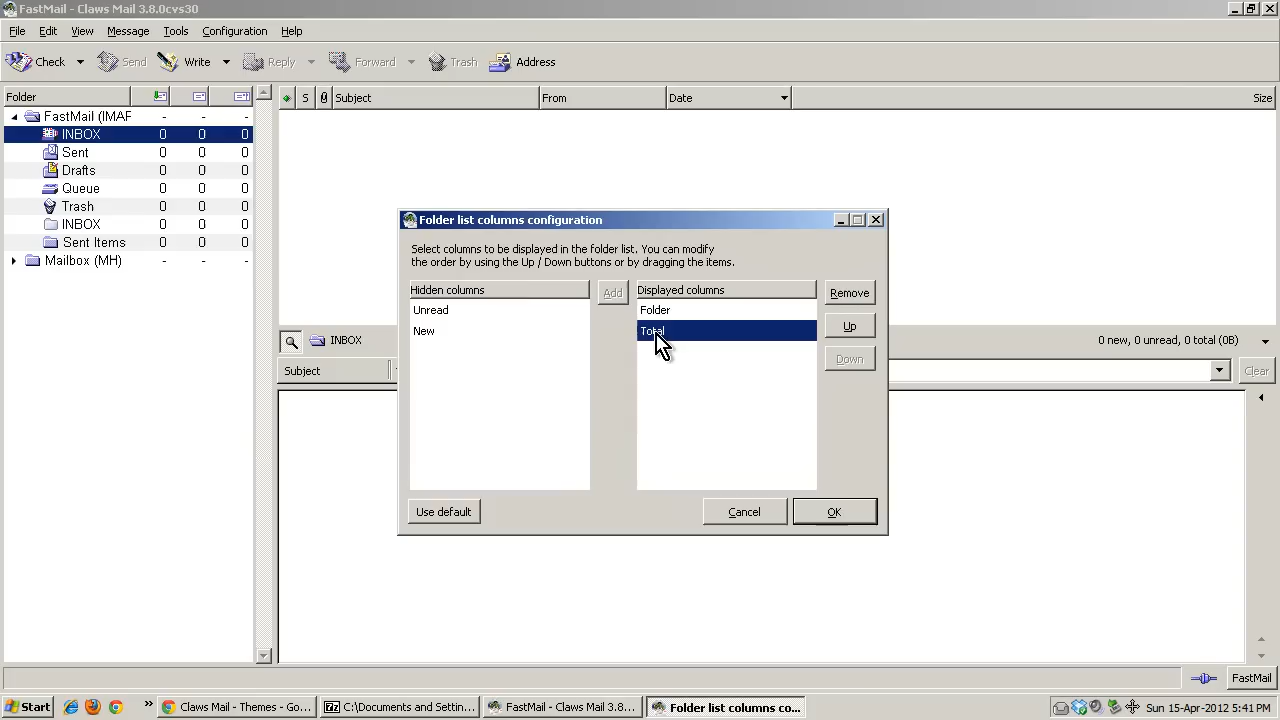 FastMail - Claws Mail 3.8.0cvs30
File Edit View Message Tools Configuration Help
Check Send Write Reply Forward Trash Address
Folder S Subject From Date Size
FastMail (IMAF - - -
INBOX 0 0 0
Sent 0 0 0
Drafts 0 0 0
Queue 0 0 0
Trash 0 0 0
INBOX 0 0 0
Sent Items 0 0 0
Mailbox (MH) - - -
Folder list columns configuration
Select columns to be displayed in the folder list. You can modify
the order by using the Up / Down buttons or by dragging the items.
Hidden columns Add Displayed columns Remove
Unread Folder
New Total Up
Down
Use default Cancel OK
INBOX 0 new, 0 unread, 0 total (0B)
Subject Clear
FastMail
Start » Claws Mail - Themes - Go... C:\Documents and Settin... FastMail - Claws Mail 3.8... Folder list columns co... Sun 15-Apr-2012 5:41 PM